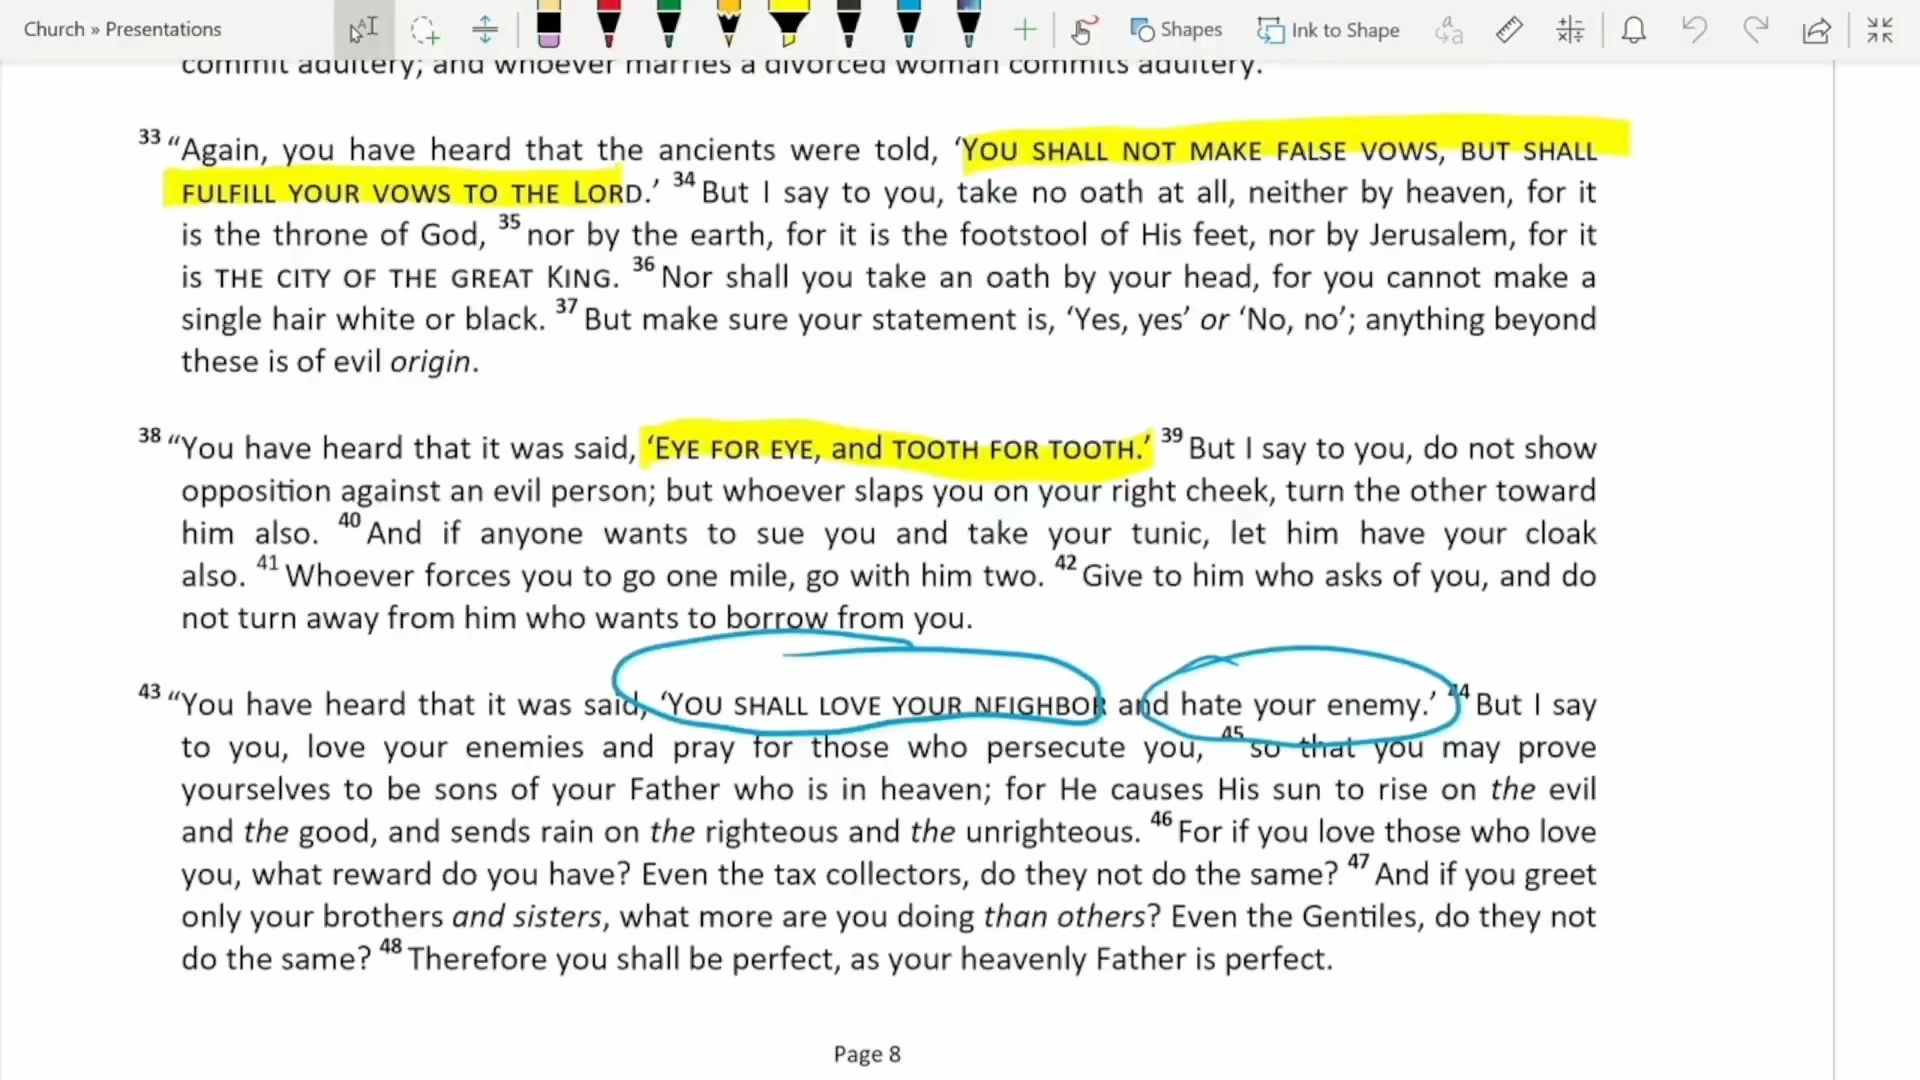 Church » Presentations
Shapes
Ink to Shape
commit adultery; and whoever marries a divorced woman commits adultery.
33 “Again, you have heard that the ancients were told, ‘YOU SHALL NOT MAKE FALSE VOWS, BUT SHALL
FULFILL YOUR VOWS TO THE LORD.’ 34 But I say to you, take no oath at all, neither by heaven, for it
is the throne of God, 35 nor by the earth, for it is the footstool of His feet, nor by Jerusalem, for it
is THE CITY OF THE GREAT KING. 36 Nor shall you take an oath by your head, for you cannot make a
single hair white or black. 37 But make sure your statement is, ‘Yes, yes’ or ‘No, no’; anything beyond
these is of evil origin.
38 “You have heard that it was said, ‘EYE FOR EYE, and TOOTH FOR TOOTH.’ 39 But I say to you, do not show
opposition against an evil person; but whoever slaps you on your right cheek, turn the other toward
him also. 40 And if anyone wants to sue you and take your tunic, let him have your cloak
also. 41 Whoever forces you to go one mile, go with him two. 42 Give to him who asks of you, and do
not turn away from him who wants to borrow from you.
43 “You have heard that it was said, ‘YOU SHALL LOVE YOUR NEIGHBOR and hate your enemy.’ 44 But I say
to you, love your enemies and pray for those who persecute you, 45 so that you may prove
yourselves to be sons of your Father who is in heaven; for He causes His sun to rise on the evil
and the good, and sends rain on the righteous and the unrighteous. 46 For if you love those who love
you, what reward do you have? Even the tax collectors, do they not do the same? 47 And if you greet
only your brothers and sisters, what more are you doing than others? Even the Gentiles, do they not
do the same? 48 Therefore you shall be perfect, as your heavenly Father is perfect.
Page 8